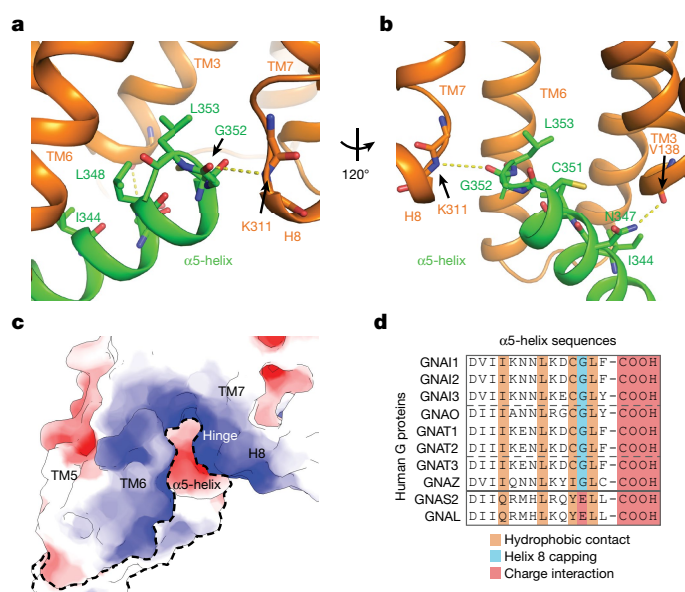 a
TM3
TM7
L353
G352
TM6
L348
I344
K311
H8
α5-helix
120°
b
TM7
TM6
L353
TM3
V138
C351
G352
K311
N347
H8
α5-helix
I344
c
TM7
Hinge
H8
TM5
TM6
α5-helix
d
α5-helix sequences
Human G proteins
GNAI1 DVIIKNNLKDCGLF-COOH
GNAI2 DVIIKNNLKDCGLF-COOH
GNAI3 DVIIKNNLKECGLY-COOH
GNAO DIIIANNLRGCGLY-COOH
GNAT1 DIIIKENLKDCGLF-COOH
GNAT2 DIIIKENLKDCGLF-COOH
GNAT3 DIIIKENLKDCGLF-COOH
GNAZ DVIIQNNLKYIGLC-COOH
GNAS2 DIIQRMHLRQYELL-COOH
GNAL DIIQRMHLKQYELL-COOH
Hydrophobic contact
Helix 8 capping
Charge interaction